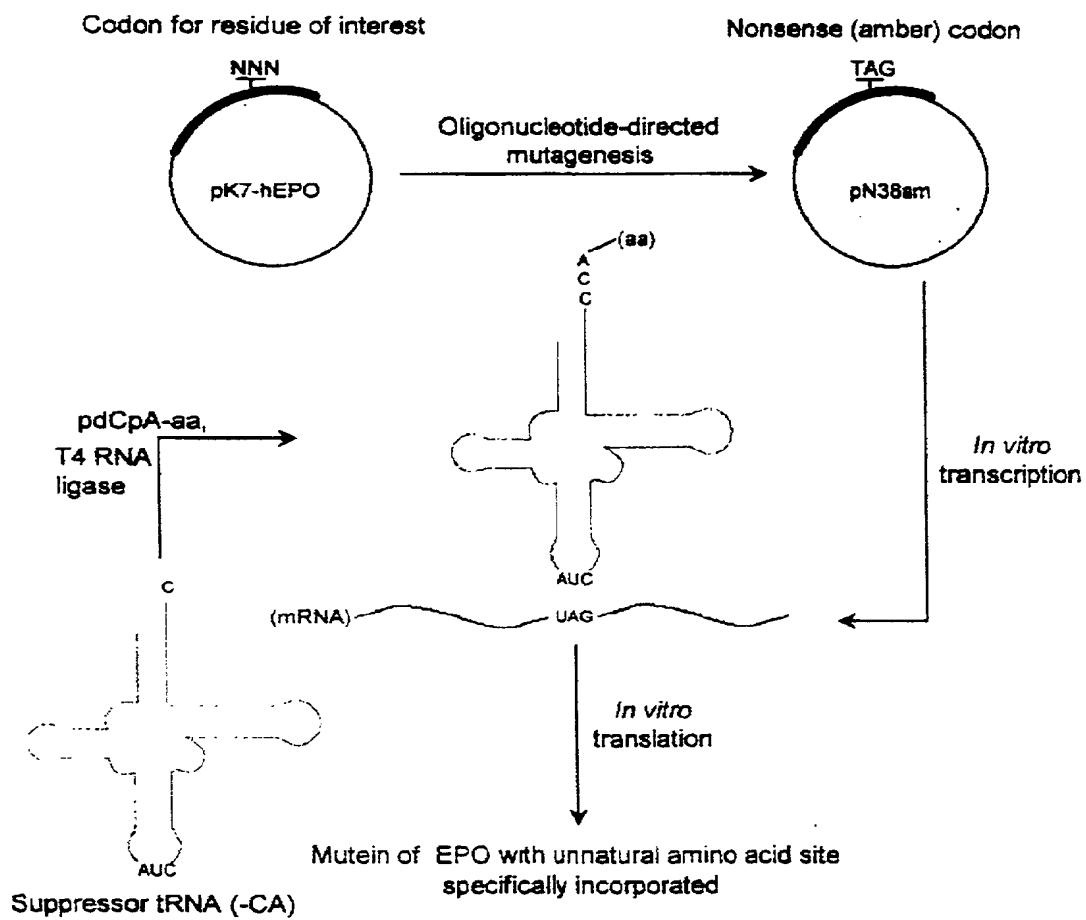 Codon for residue of interest
Nonsense (amber) codon
NNN
TAG
Oligonucleotide-directed
mutagenesis
pK7-hEPO
pN38am
(aa)
A
C
C
pdCpA-aa,
T4 RNA
ligase
In vitro
transcription
C
AUC
(mRNA)
UAG
In vitro
translation
AUC
Mutein of EPO with unnatural amino acid site
specifically incorporated
Suppressor tRNA (-CA)